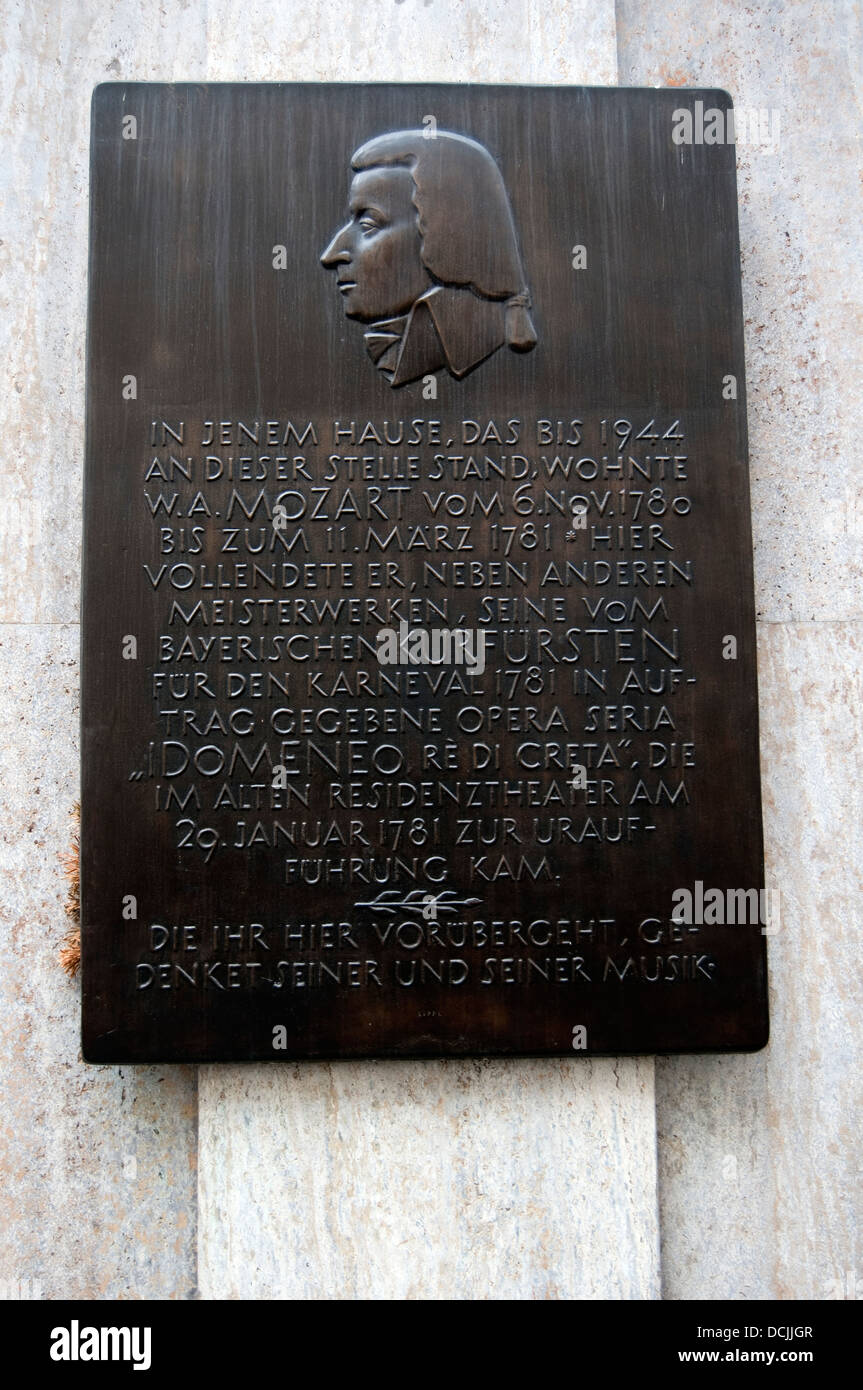 IN JENEM HAUSE, DAS BIS 1944
AN DIESER STELLE STAND, WOHNTE
W.A. MOZART VOM 6. NOV. 1780
BIS ZUM 11. MÄRZ 1781 * HIER
VOLLENDETE ER, NEBEN ANDEREN
MEISTERWERKEN, SEINE VOM
BAYERISCHEN KURFÜRSTEN
FÜR DEN KARNEVAL 1781 IN AUF-
TRAG GEGEBENE OPERA SERIA
„IDOMENEO, RÈ DI CRETA“, DIE
IM ALTEN RESIDENZTHEATER AM
29. JANUAR 1781 ZUR URAUF-
FÜHRUNG KAM.
DIE IHR HIER VORÜBERGEHT, GE-
DENKET SEINER UND SEINER MUSIK.
alamy
alamy
a alamy stock photo
DCJJGR
www.alamy.com